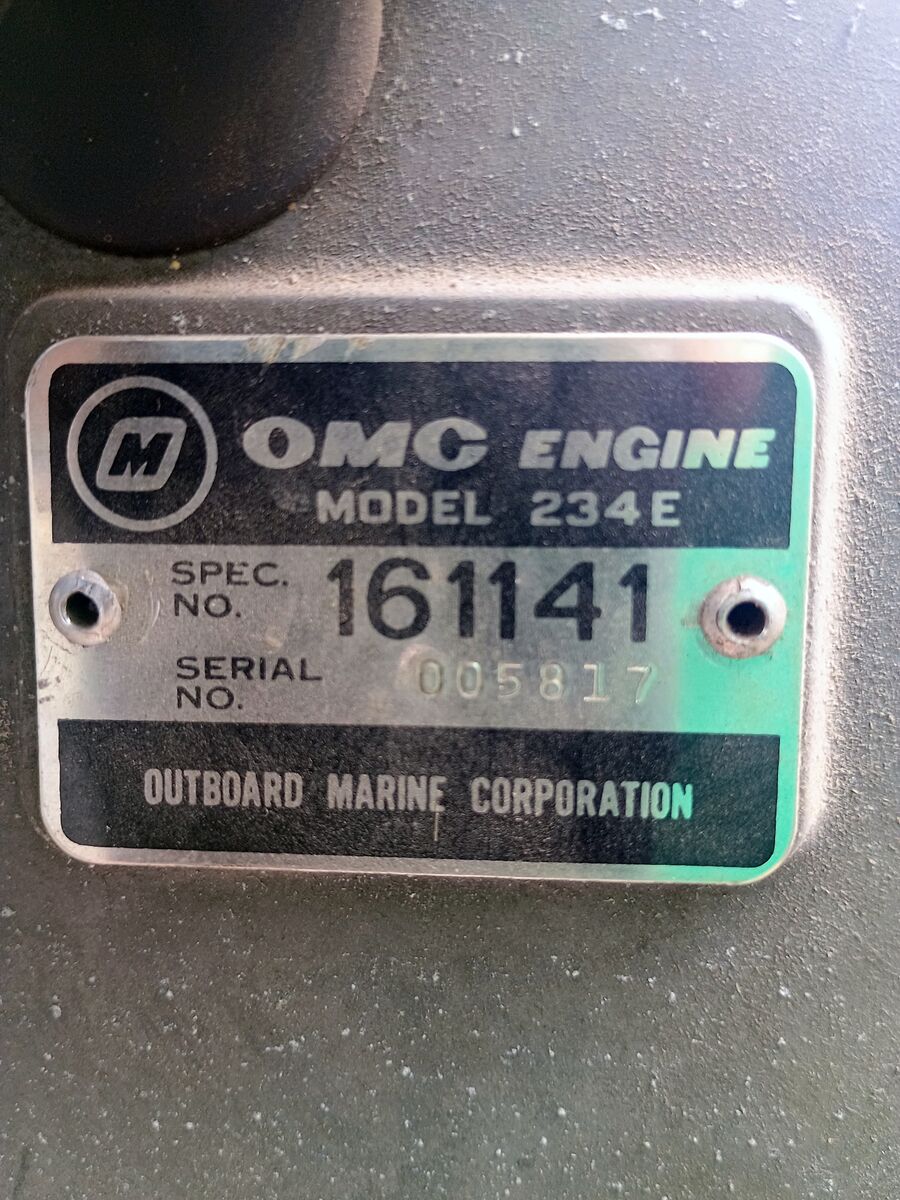 M OMC ENGINE
MODEL 234E
SPEC. NO. 161141
SERIAL NO. 005817
OUTBOARD MARINE CORPORATION